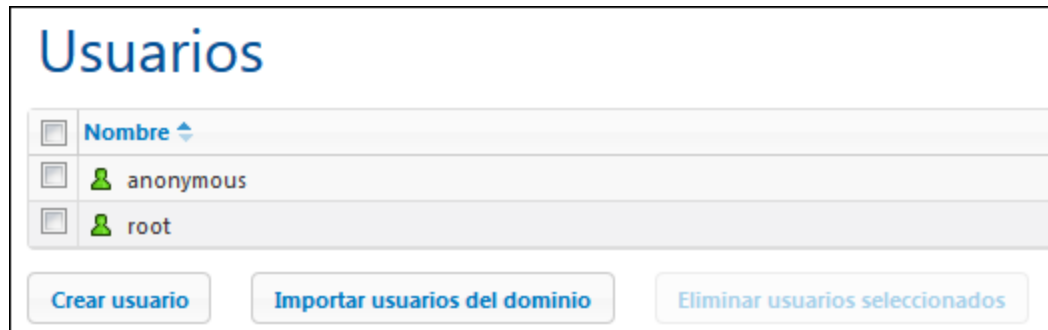 Usuarios
Nombre
anonymous
root
Crear usuario Importar usuarios del dominio Eliminar usuarios seleccionados